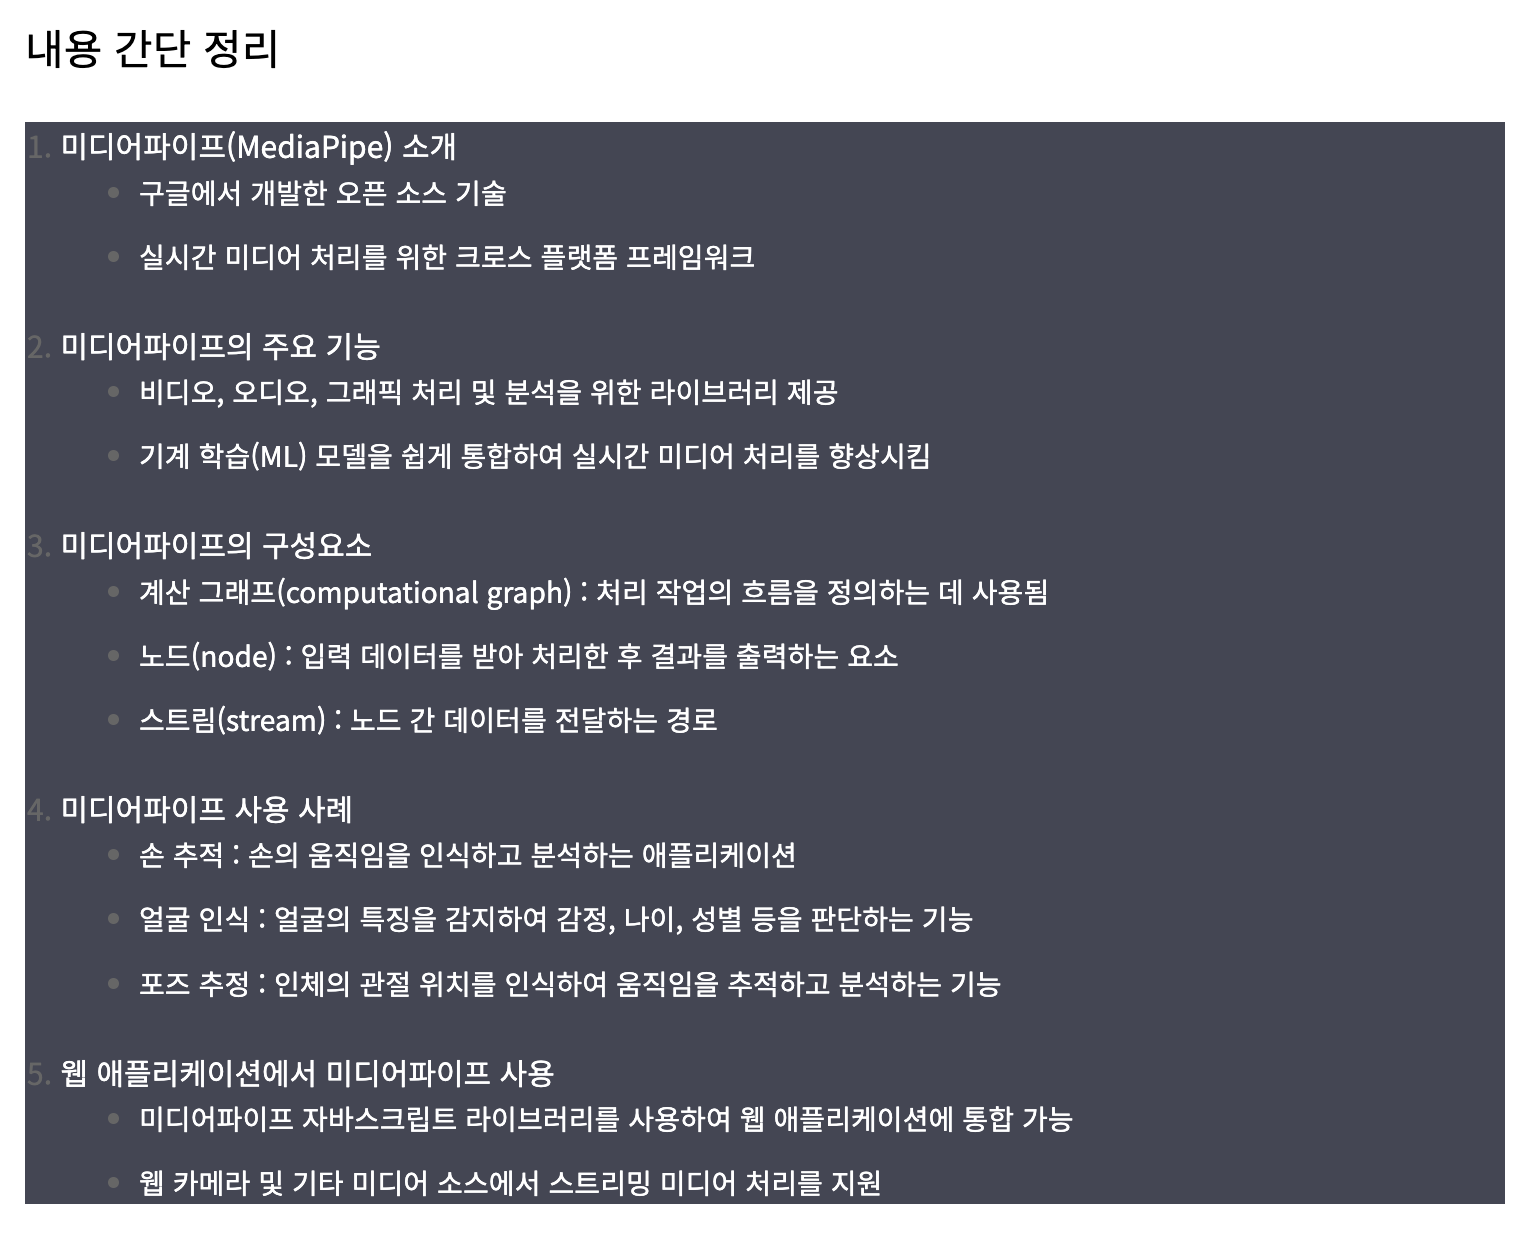 내용 간단 정리
1. 미디어파이프(MediaPipe) 소개
구글에서 개발한 오픈 소스 기술
실시간 미디어 처리를 위한 크로스 플랫폼 프레임워크
2. 미디어파이프의 주요 기능
비디오, 오디오, 그래픽 처리 및 분석을 위한 라이브러리 제공
기계 학습(ML) 모델을 쉽게 통합하여 실시간 미디어 처리를 향상시킴
3. 미디어파이프의 구성요소
계산 그래프(computational graph) : 처리 작업의 흐름을 정의하는 데 사용됨
노드(node) : 입력 데이터를 받아 처리한 후 결과를 출력하는 요소
스트림(stream) : 노드 간 데이터를 전달하는 경로
4. 미디어파이프 사용 사례
손 추적 : 손의 움직임을 인식하고 분석하는 애플리케이션
얼굴 인식 : 얼굴의 특징을 감지하여 감정, 나이, 성별 등을 판단하는 기능
포즈 추정 : 인체의 관절 위치를 인식하여 움직임을 추적하고 분석하는 기능
5. 웹 애플리케이션에서 미디어파이프 사용
미디어파이프 자바스크립트 라이브러리를 사용하여 웹 애플리케이션에 통합 가능
웹 카메라 및 기타 미디어 소스에서 스트리밍 미디어 처리를 지원